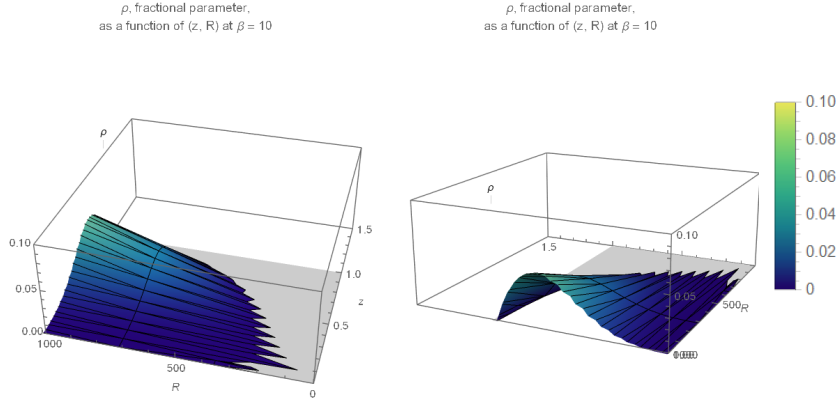 ρ, fractional parameter,
as a function of (z, R) at β = 10
ρ
0.10
0.05
0.00
1000
500
0
R
0.5
1.0
1.5
z
ρ, fractional parameter,
as a function of (z, R) at β = 10
ρ
1.5
0.10
0.05
500
R
0.10
0.08
0.06
0.04
0.02
0